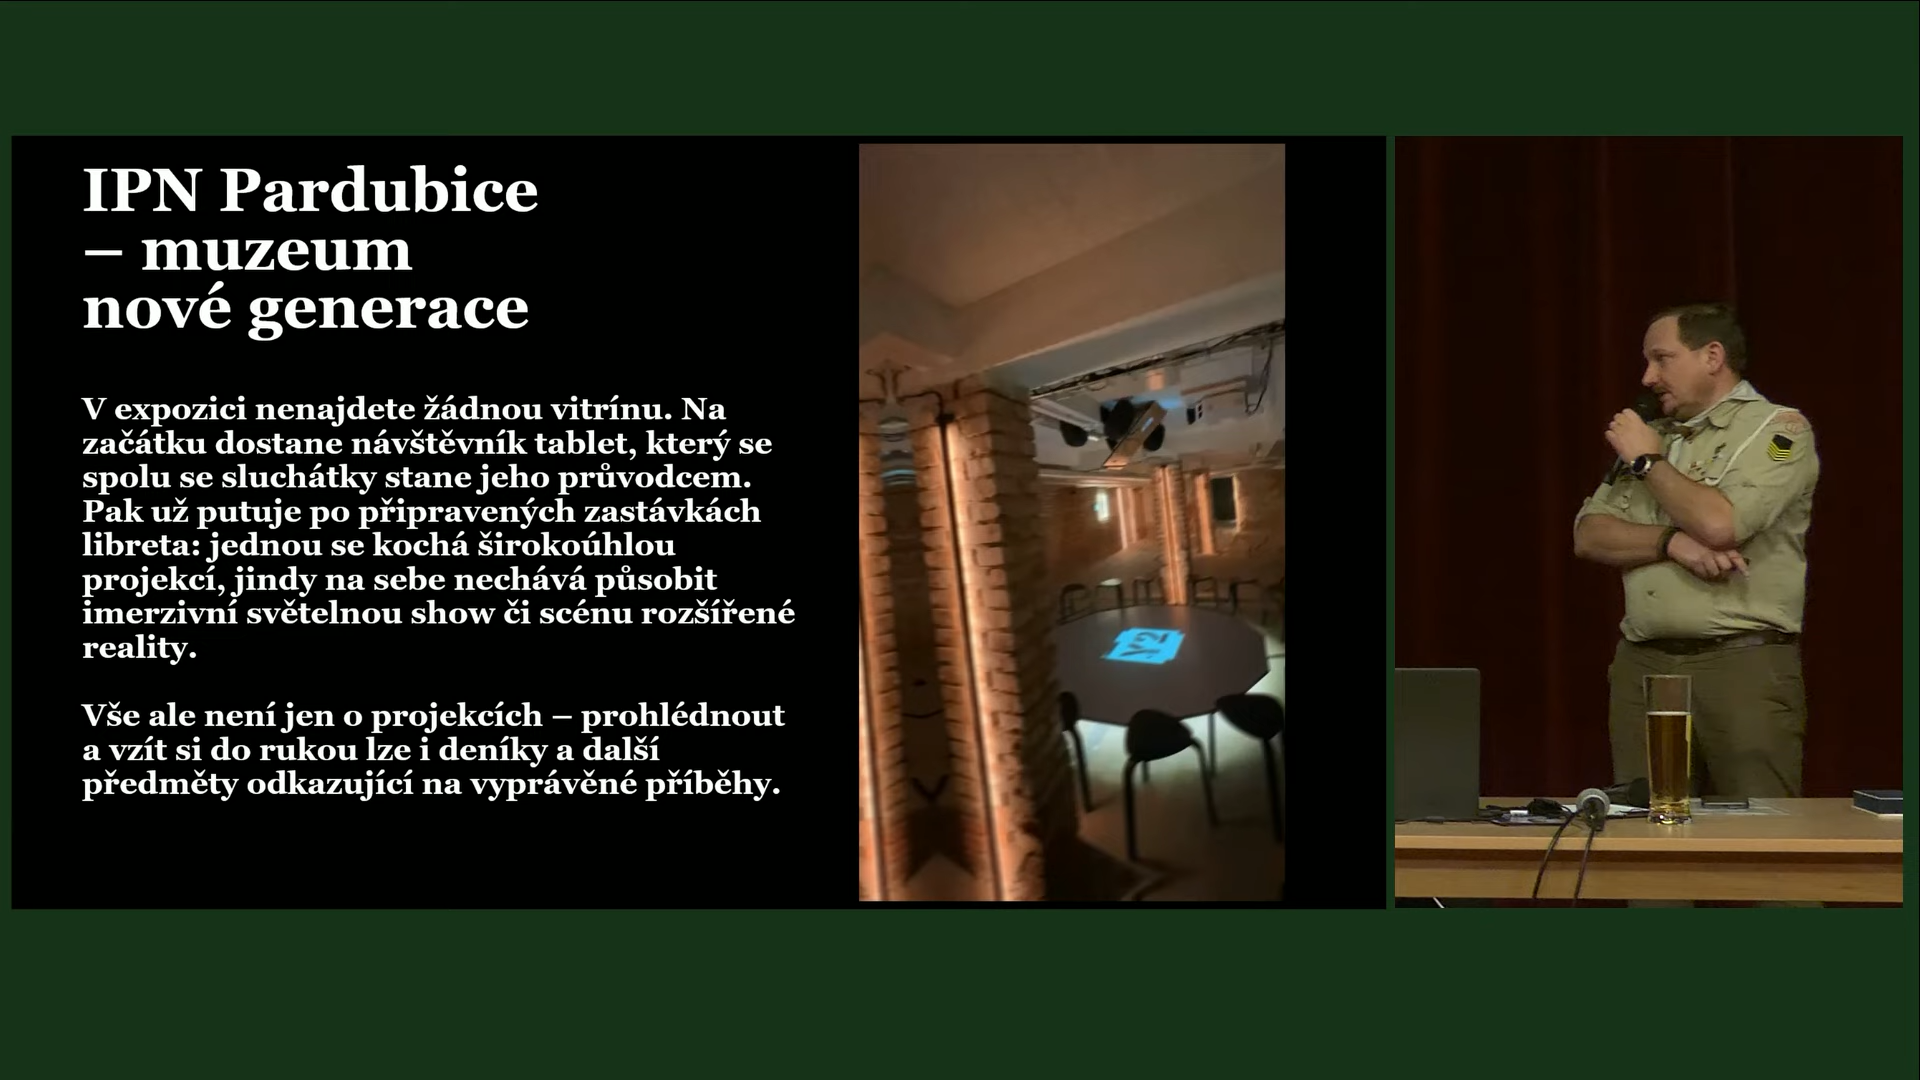 IPN Pardubice
– muzeum
nové generace
V expozici nenajdete žádnou vitrínu. Na
začátku dostane návštěvník tablet, který se
spolu se sluchátky stane jeho průvodcem.
Pak už putuje po připravených zastávkách
libreta: jednou se kochá širokoúhlou
projekcí, jindy na sebe nechává působit
imerzivní světelnou show či scénu rozšířené
reality.
Vše ale není jen o projekcích – prohlédnout
a vzít si do rukou lze i deníky a další
předměty odkazující na vyprávěné příběhy.